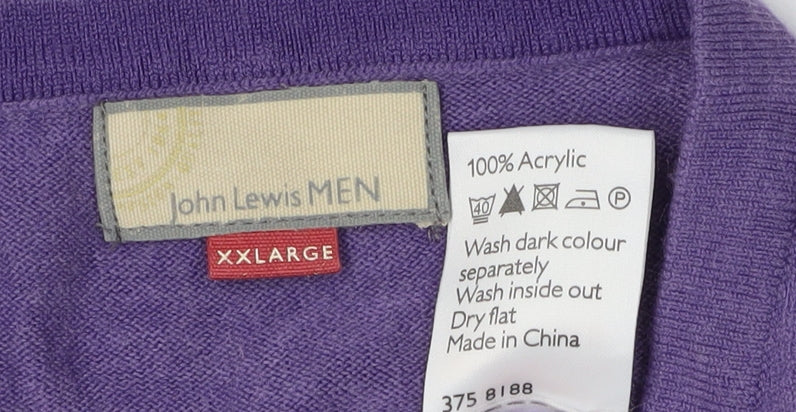 John Lewis MEN
XXLARGE
100% Acrylic
40 P
Wash dark colour
separately
Wash inside out
Dry flat
Made in China
375 8188